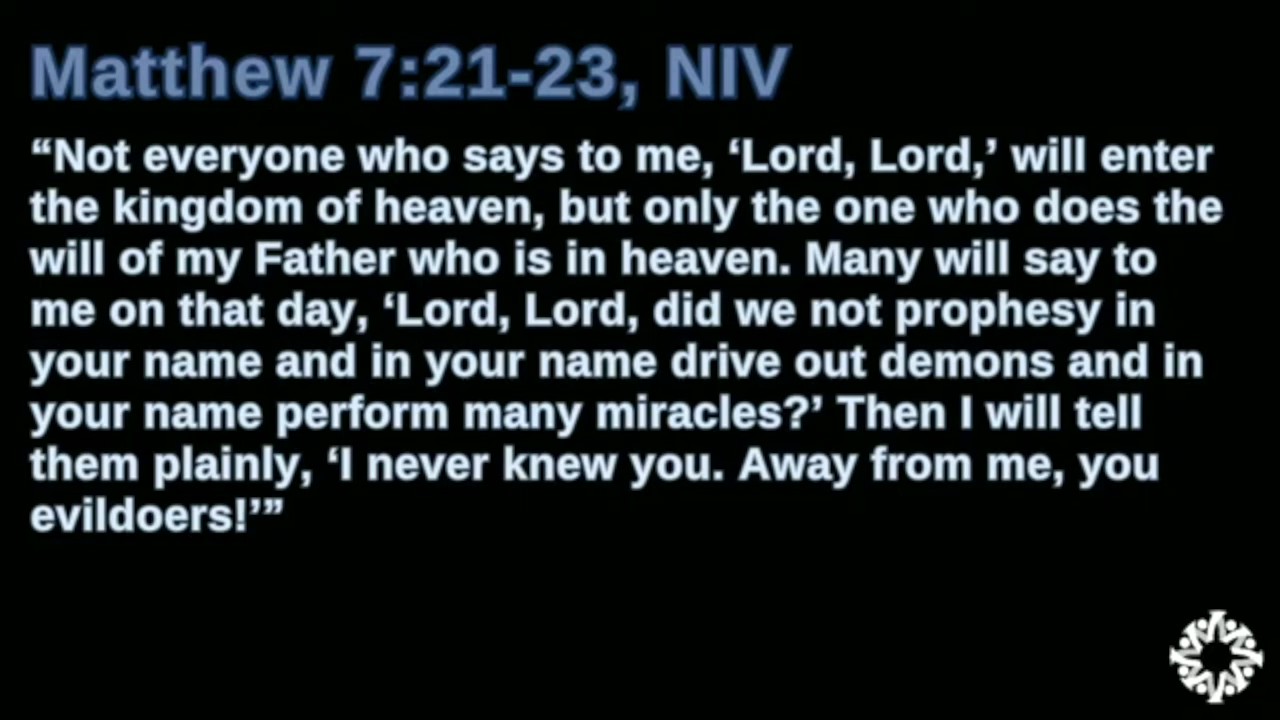 Matthew 7:21-23, NIV
“Not everyone who says to me, ‘Lord, Lord,’ will enter
the kingdom of heaven, but only the one who does the
will of my Father who is in heaven. Many will say to
me on that day, ‘Lord, Lord, did we not prophesy in
your name and in your name drive out demons and in
your name perform many miracles?’ Then I will tell
them plainly, ‘I never knew you. Away from me, you
evildoers!’”